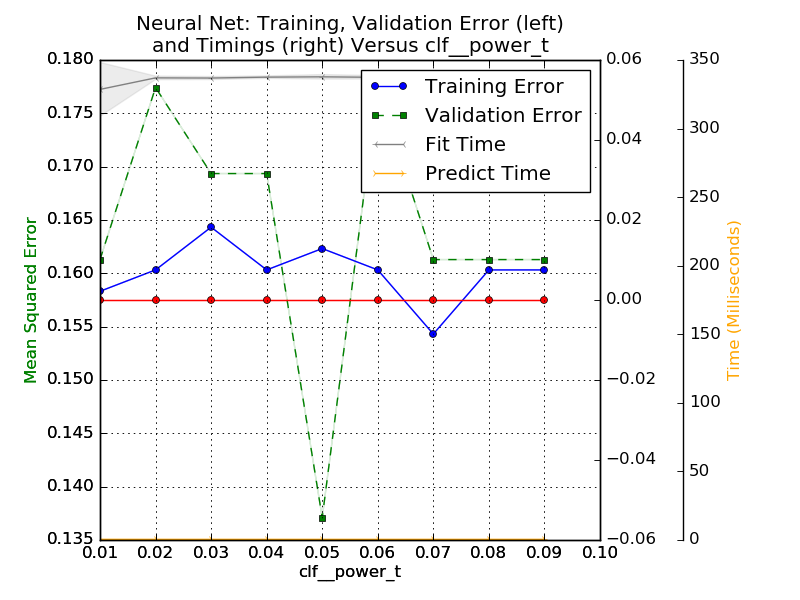 Neural Net: Training, Validation Error (left)
and Timings (right) Versus clf__power_t
Training Error
Validation Error
Fit Time
Predict Time
Mean Squared Error
0.180
0.175
0.170
0.165
0.160
0.155
0.150
0.145
0.140
0.135
0.01 0.02 0.03 0.04 0.05 0.06 0.07 0.08 0.09 0.10
clf__power_t
0.06
0.04
0.02
0.00
−0.02
−0.04
−0.06
350
300
250
200
150
100
50
0
Time (Milliseconds)